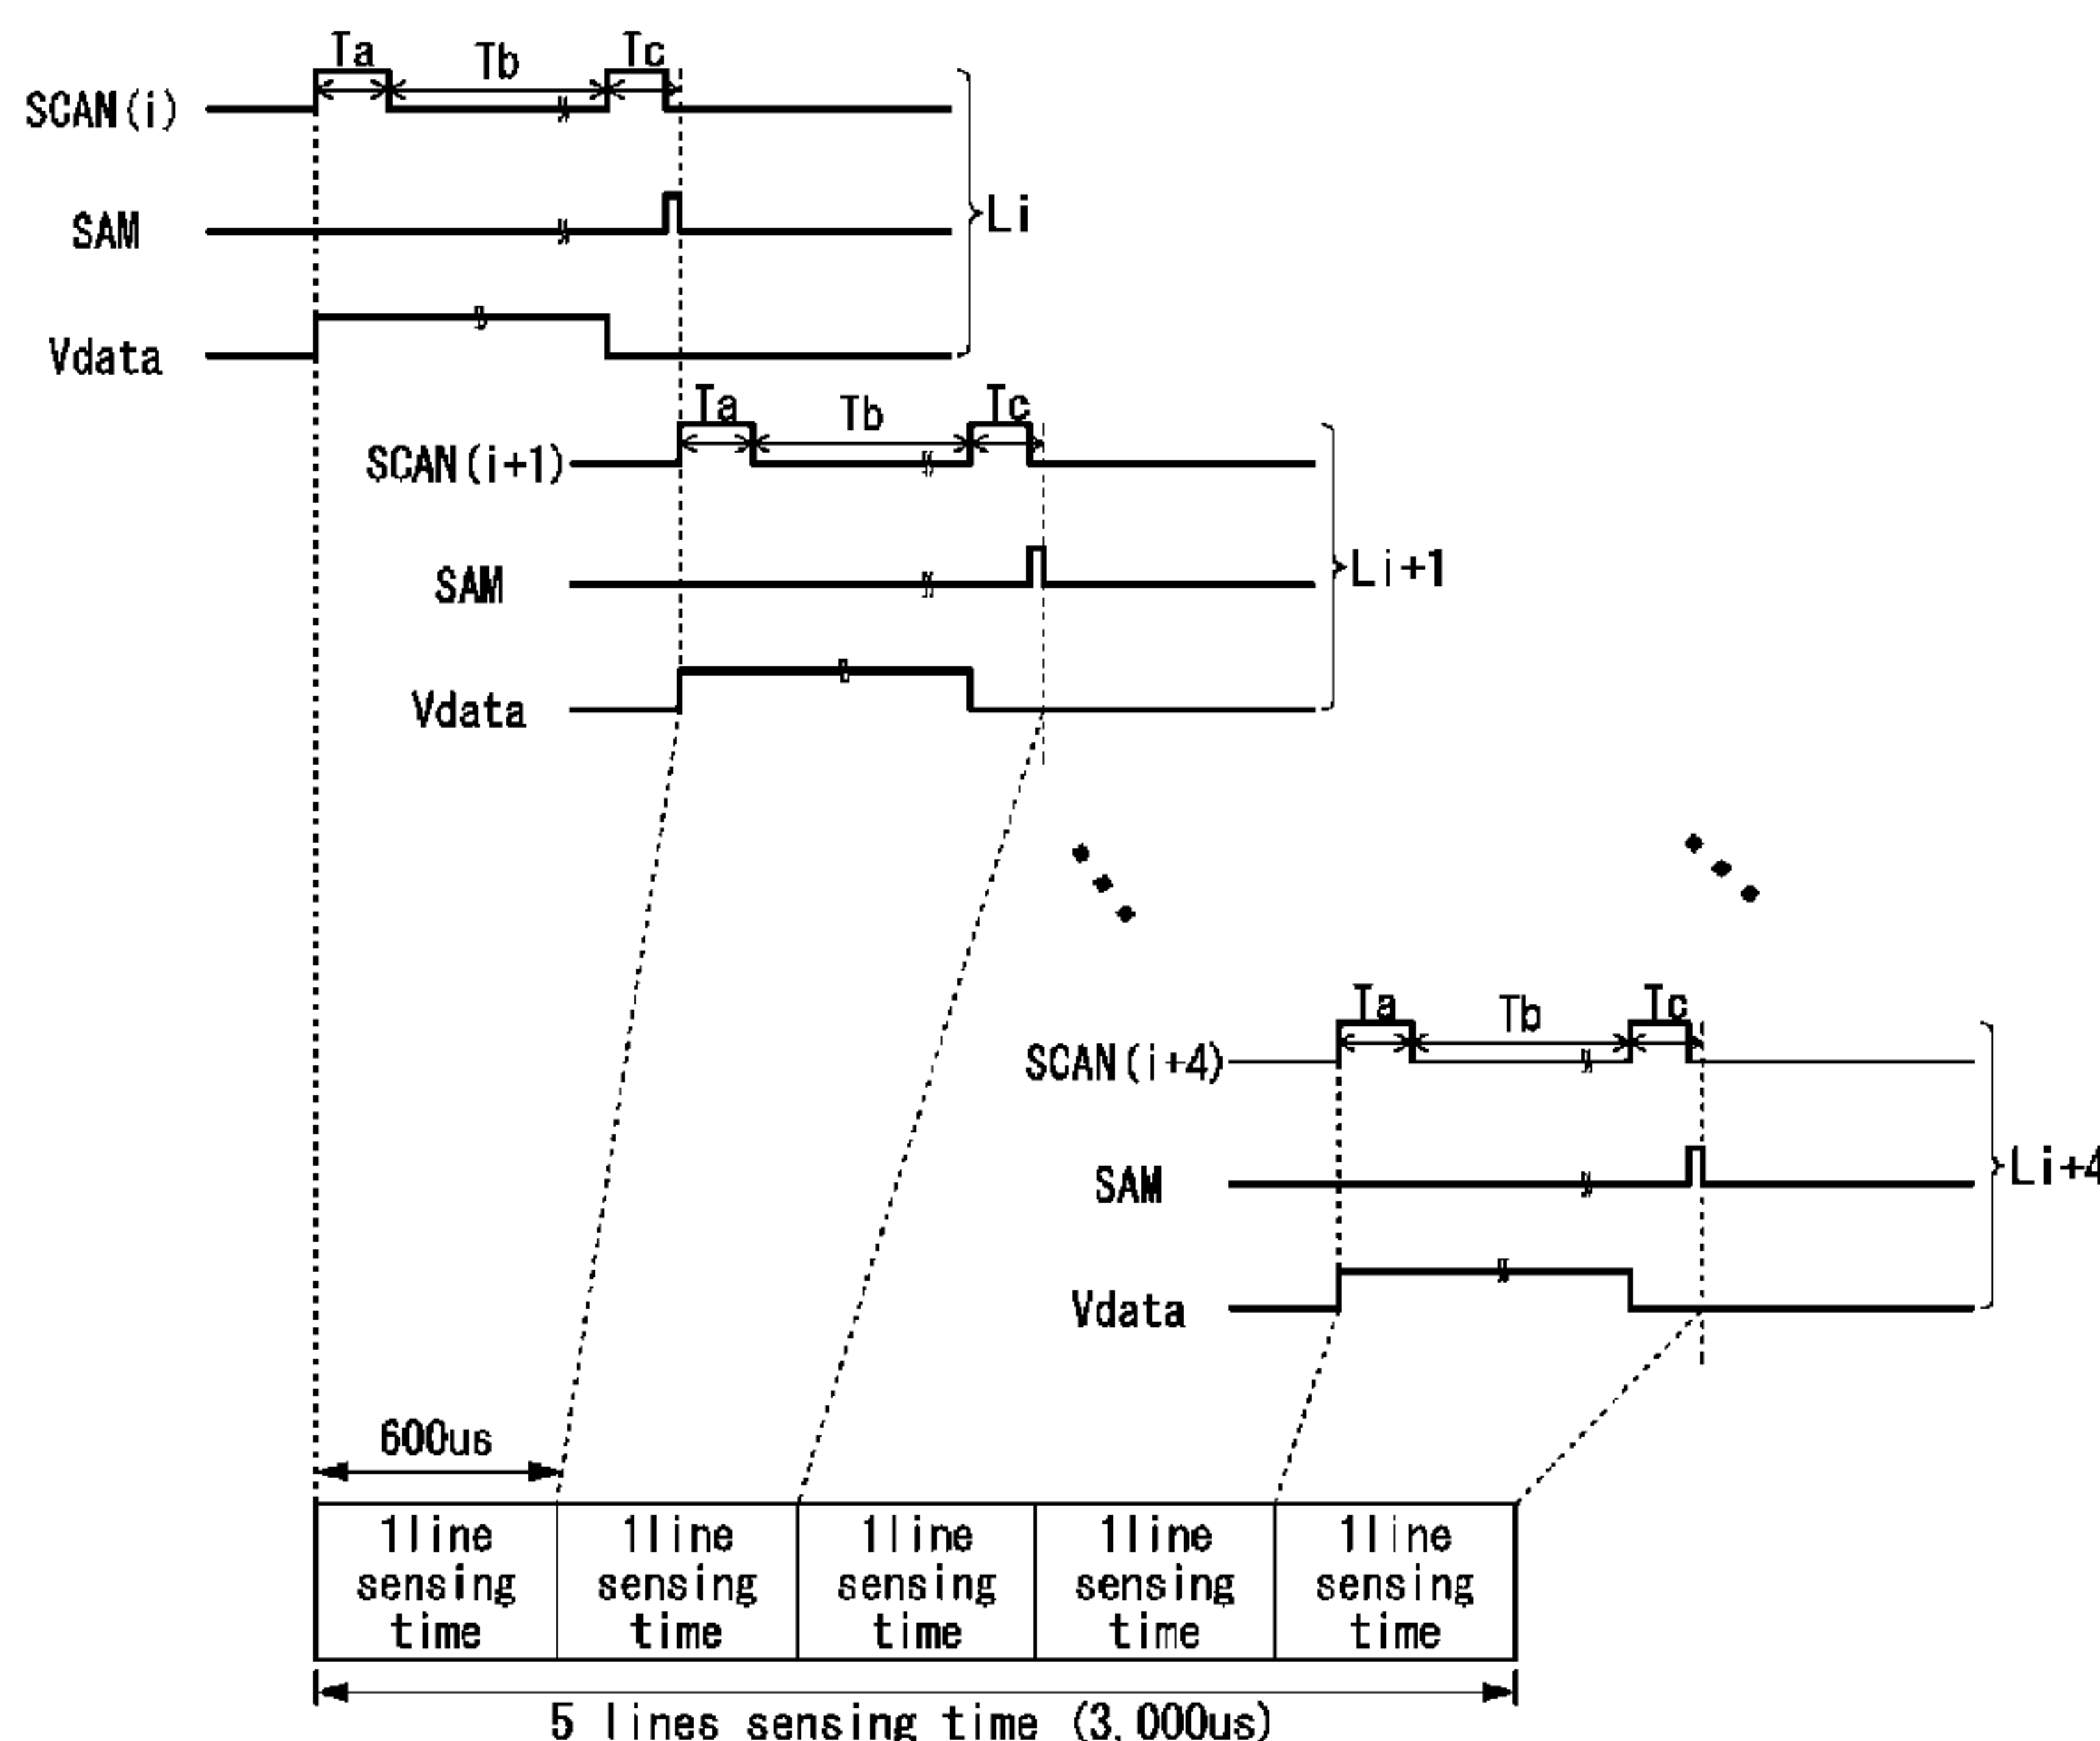 Ta Tb Tc
SCAN(i)
SAM
Li
Vdata
Ta Tb Tc
SCAN(i+1)
SAM
Li+1
Vdata
Ta Tb Tc
SCAN(i+4)
SAM
Li+4
Vdata
600us
1line
sensing
time
1line
sensing
time
1line
sensing
time
1line
sensing
time
1line
sensing
time
5 lines sensing time (3,000us)